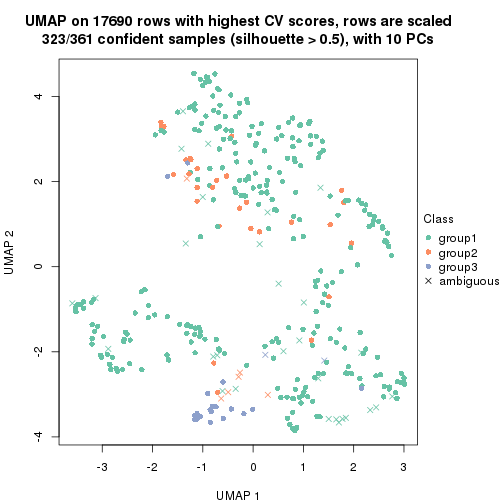 UMAP on 17690 rows with highest CV scores, rows are scaled
323/361 confident samples (silhouette > 0.5), with 10 PCs
4
2
0
-2
-4
UMAP 2
-3
-2
-1
0
1
2
3
UMAP 1
Class
group1
group2
group3
ambiguous